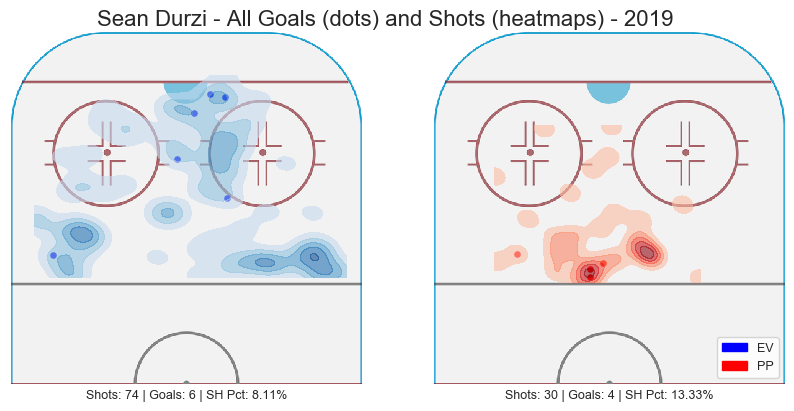 Sean Durzi - All Goals (dots) and Shots (heatmaps) - 2019
EV
PP
Shots: 74 | Goals: 6 | SH Pct: 8.11%
Shots: 30 | Goals: 4 | SH Pct: 13.33%